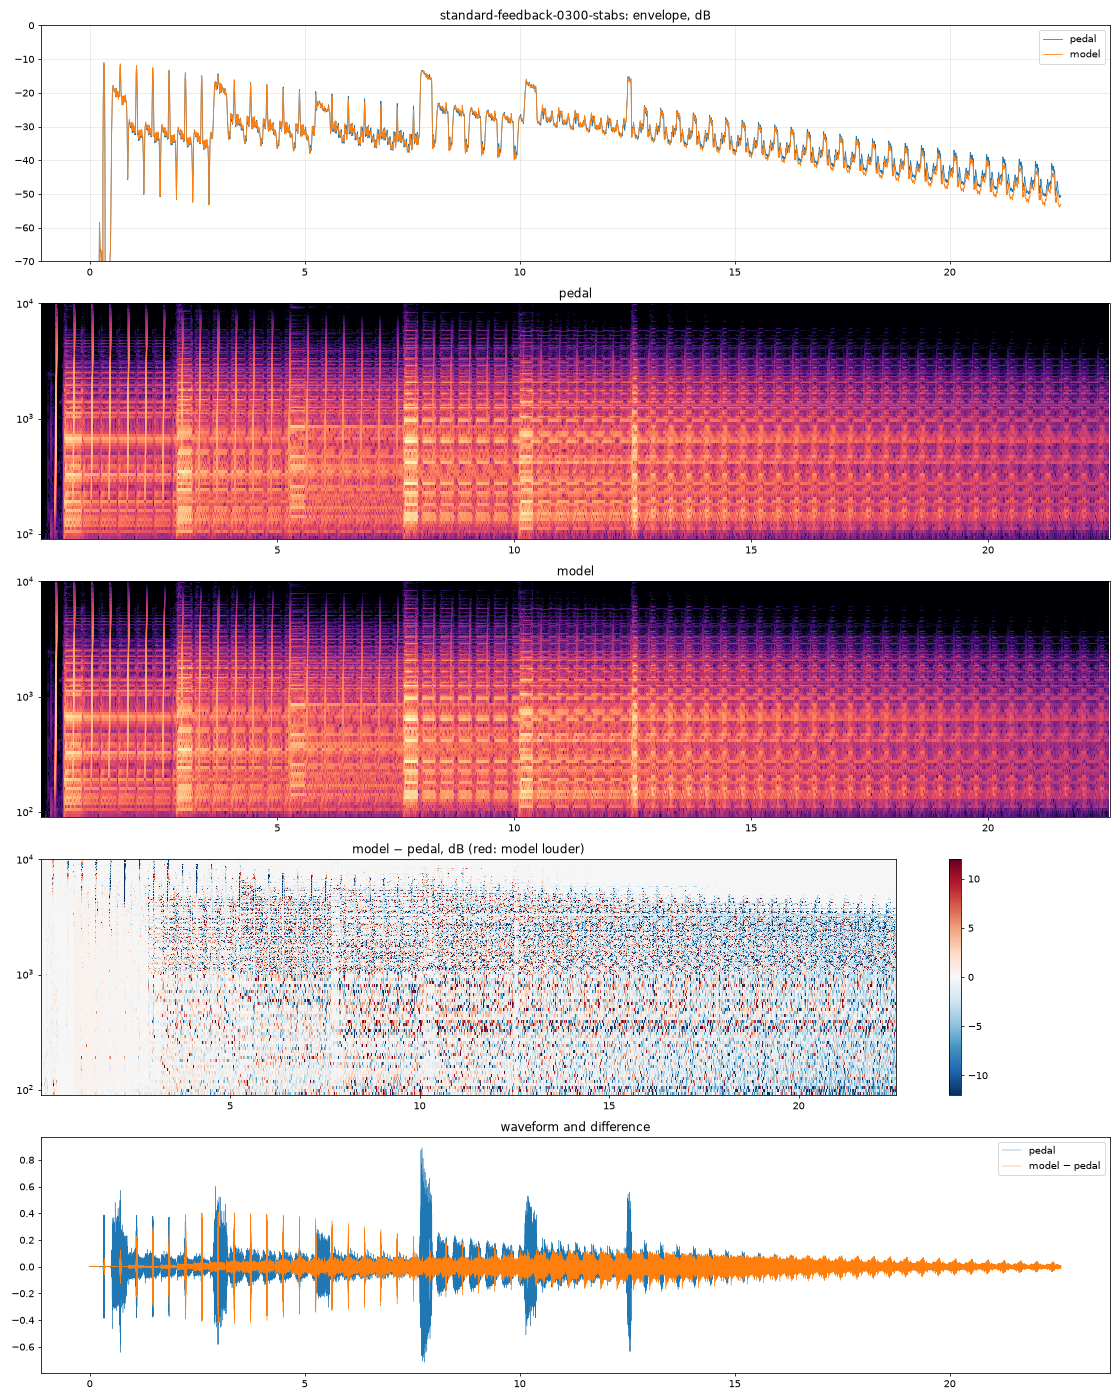 standard-feedback-0300-stabs: envelope, dB
0
−10
−20
−30
−40
−50
−60
−70
pedal
model
0 5 10 15 20
pedal
10⁴
10³
10²
5 10 15 20
model
10⁴
10³
10²
5 10 15 20
model − pedal, dB (red: model louder)
10⁴
10³
10²
5 10 15 20
10
5
0
−5
−10
waveform and difference
0.8
0.6
0.4
0.2
0.0
−0.2
−0.4
−0.6
pedal
model − pedal
0 5 10 15 20